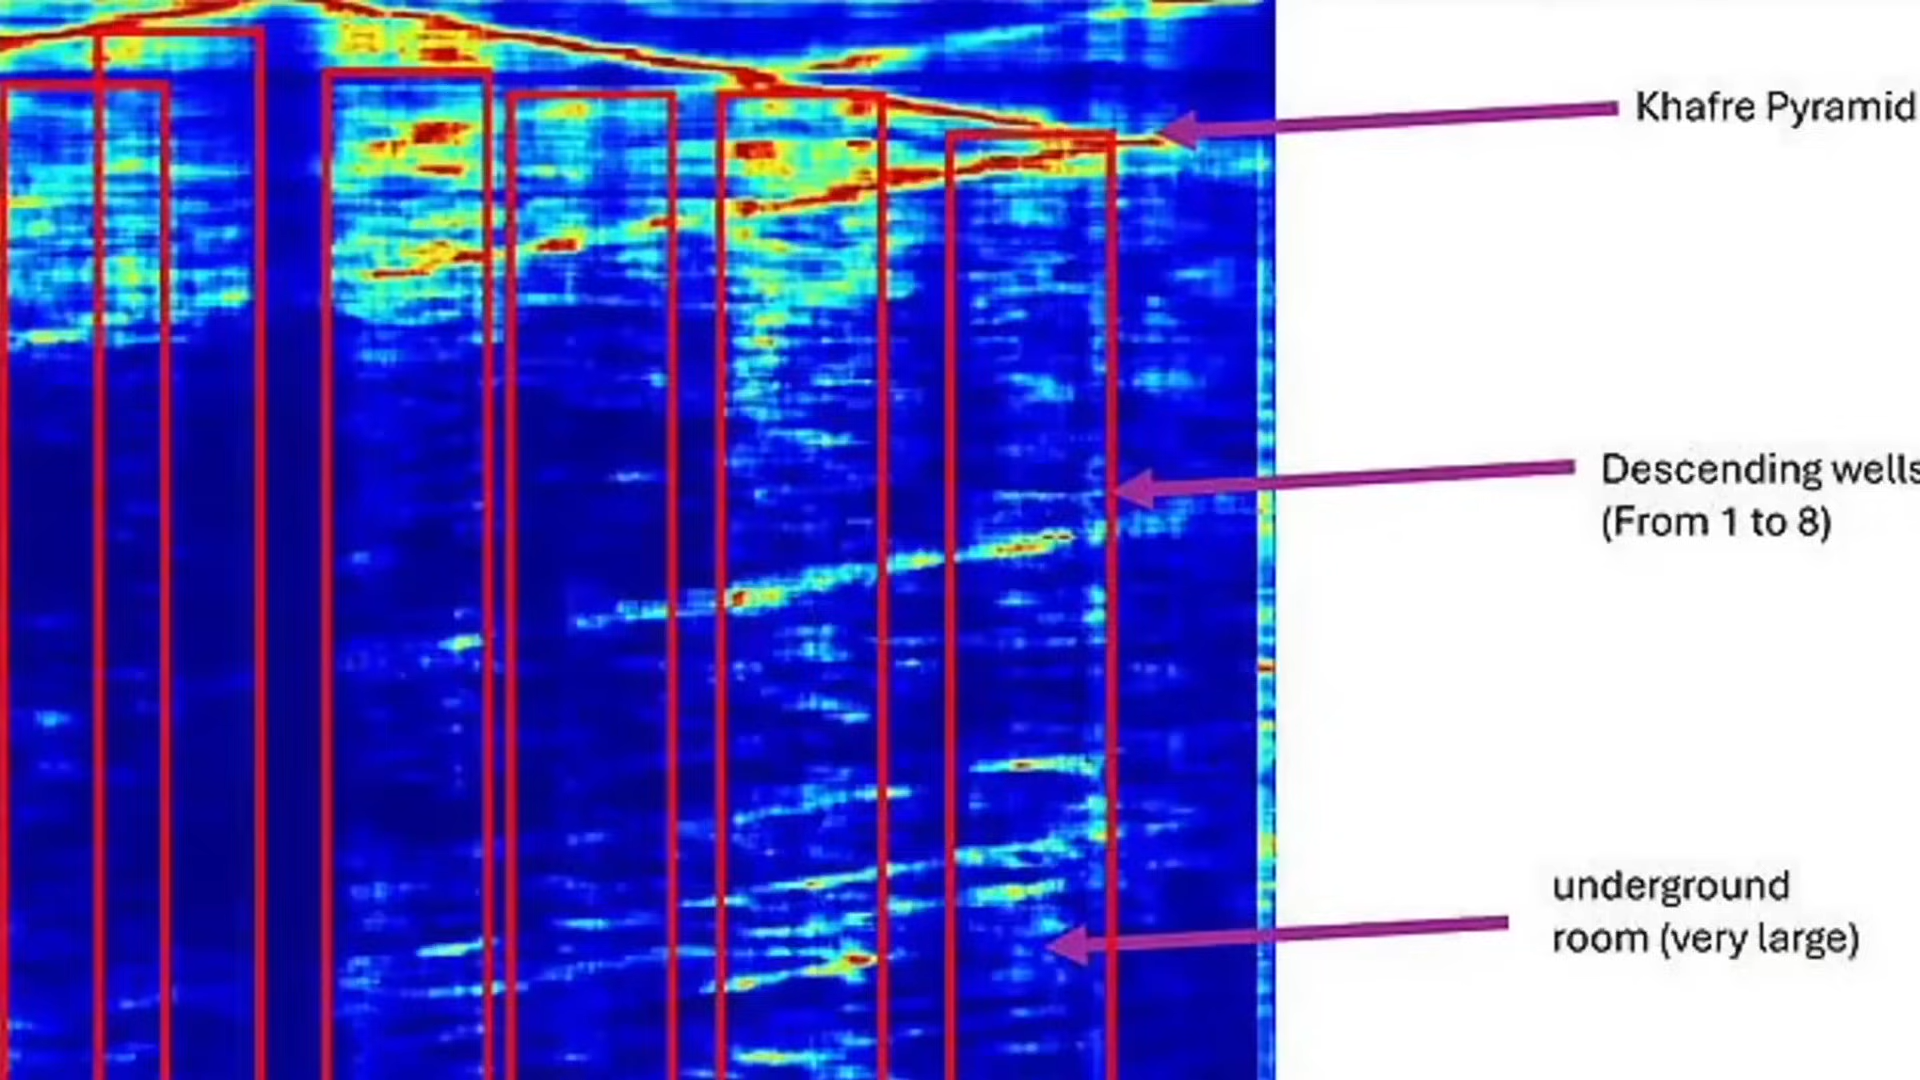 Khafre Pyramid
Descending wells
(From 1 to 8)
underground
room (very large)